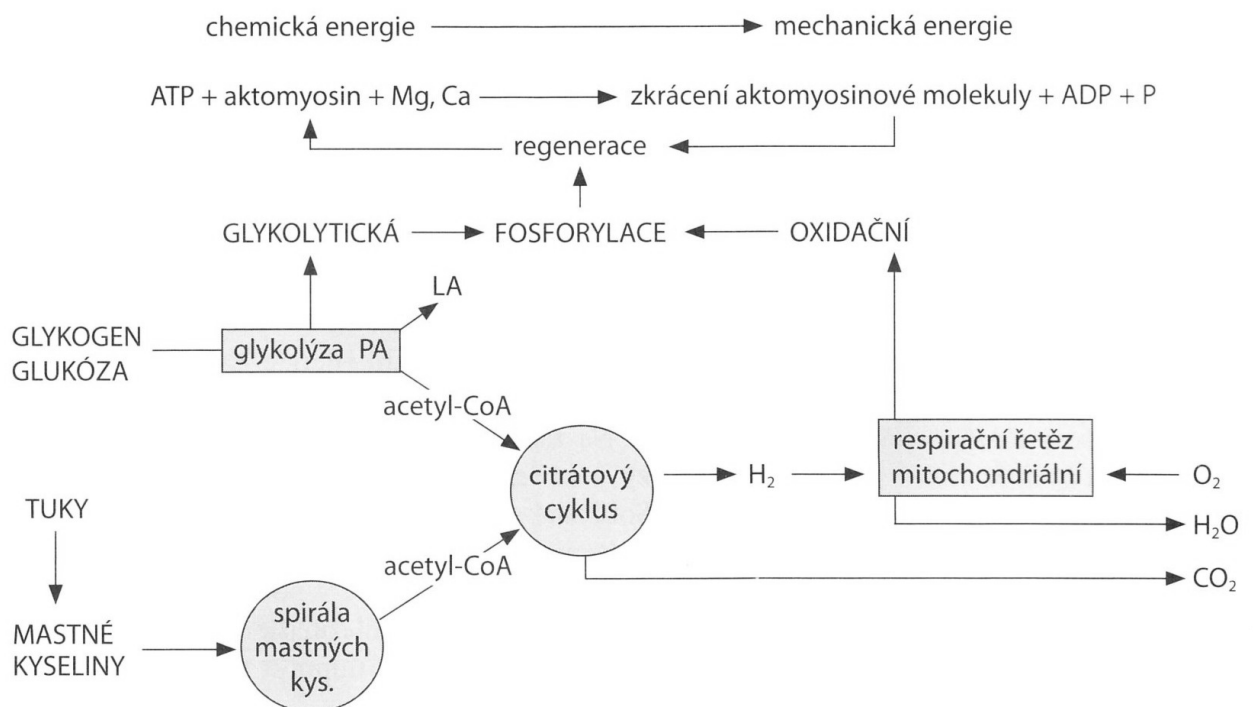 chemická energie mechanická energie
ATP + aktomyosin + Mg, Ca zkrácení aktomyosinové molekuly + ADP + P
regenerace
GLYKOLYTICKÁ FOSFORYLACE OXIDAČNÍ
LA
GLYKOGEN
GLUKÓZA
glykolýza PA
acetyl-CoA
citrátový
cyklus
H₂
respirační řetěz
mitochondriální
O₂
H₂O
CO₂
TUKY
acetyl-CoA
MASTNÉ
KYSELINY
spirála
mastných
kys.